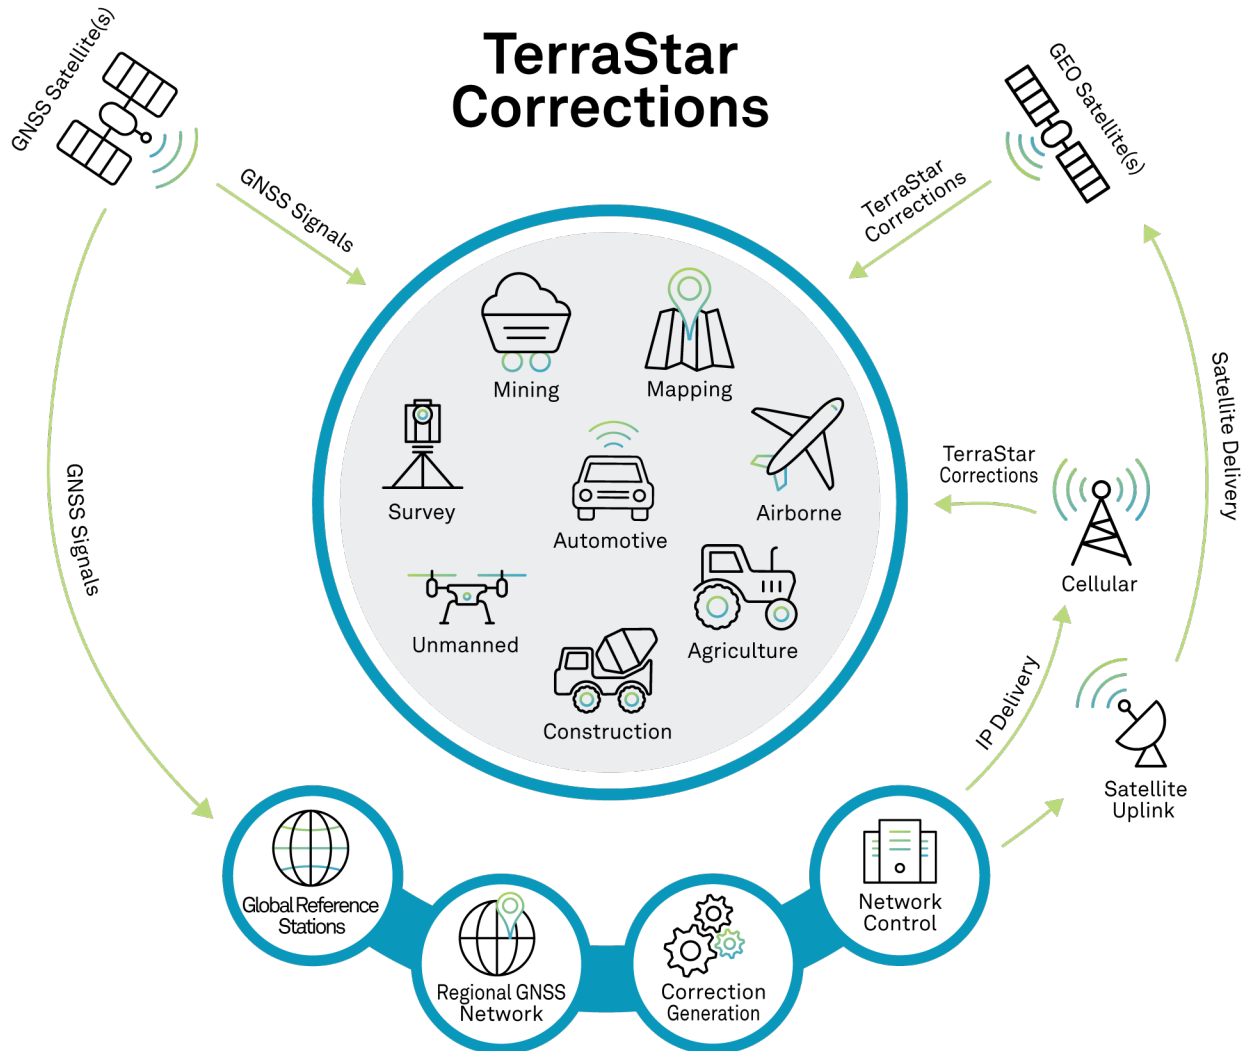 TerraStar
Corrections
GNSS Satellite(s)
GEO Satellite(s)
GNSS Signals
TerraStar
Corrections
Mining
Mapping
Survey
Automotive
Airborne
Unmanned
Agriculture
Construction
GNSS Signals
TerraStar
Corrections
Cellular
Satellite Delivery
IP Delivery
Satellite
Uplink
Global Reference
Stations
Regional GNSS
Network
Correction
Generation
Network
Control